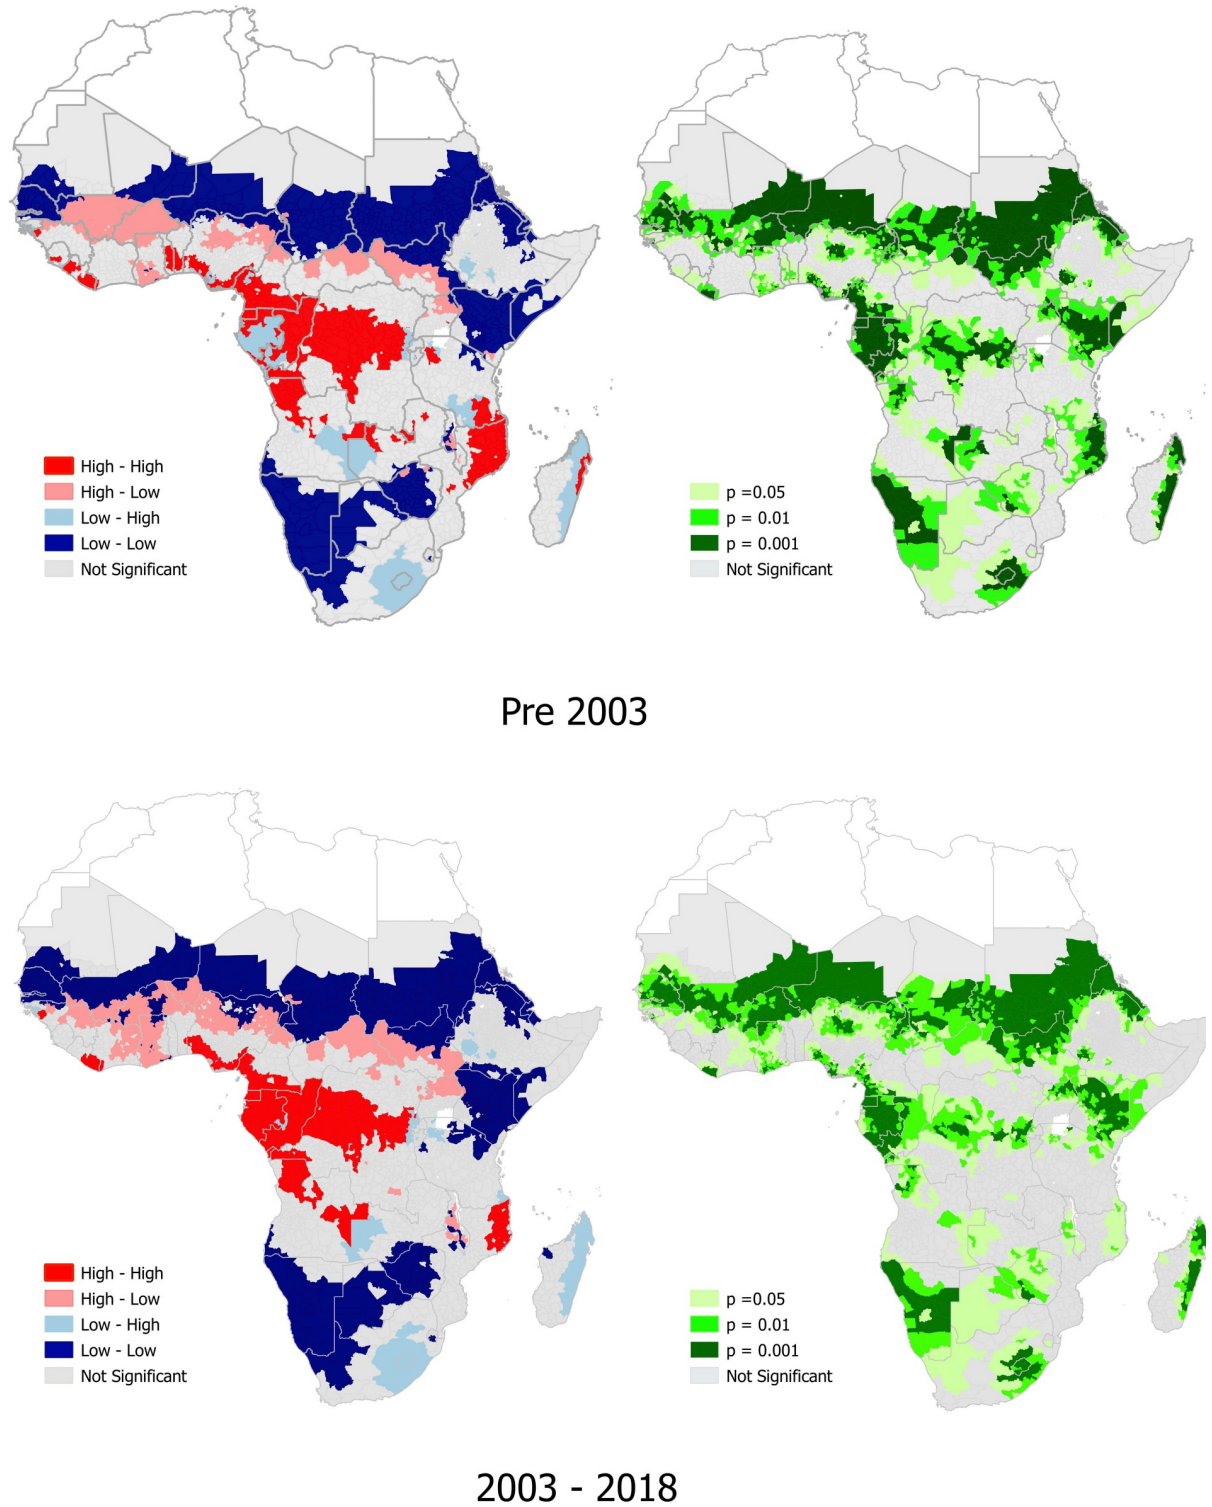 High - High
High - Low
Low - High
Low - Low
Not Significant
p =0.05
p = 0.01
p = 0.001
Not Significant
Pre 2003
High - High
High - Low
Low - High
Low - Low
Not Significant
p =0.05
p = 0.01
p = 0.001
Not Significant
2003 - 2018